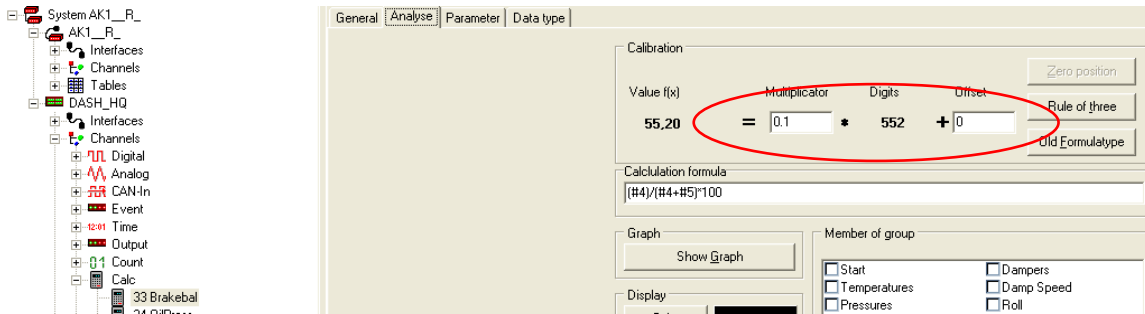 System AK1__R_
AK1__R_
Interfaces
Channels
Tables
DASH_HQ
Interfaces
Channels
Digital
Analog
CAN-In
Event
12:01 Time
Output
Count
Calc
33 Brakebal
General Analyse Parameter Data type
Calibration
Zero position
Value f(x) Multiplicator Digits Offset
Rule of three
55,20 = 0.1 * 552 + 0
Old Formulatype
Calclulation formula
(#4)/(#4+#5)*100
Graph
Show Graph
Display
Member of group
Start Dampers
Temperatures Damp Speed
Pressures Roll